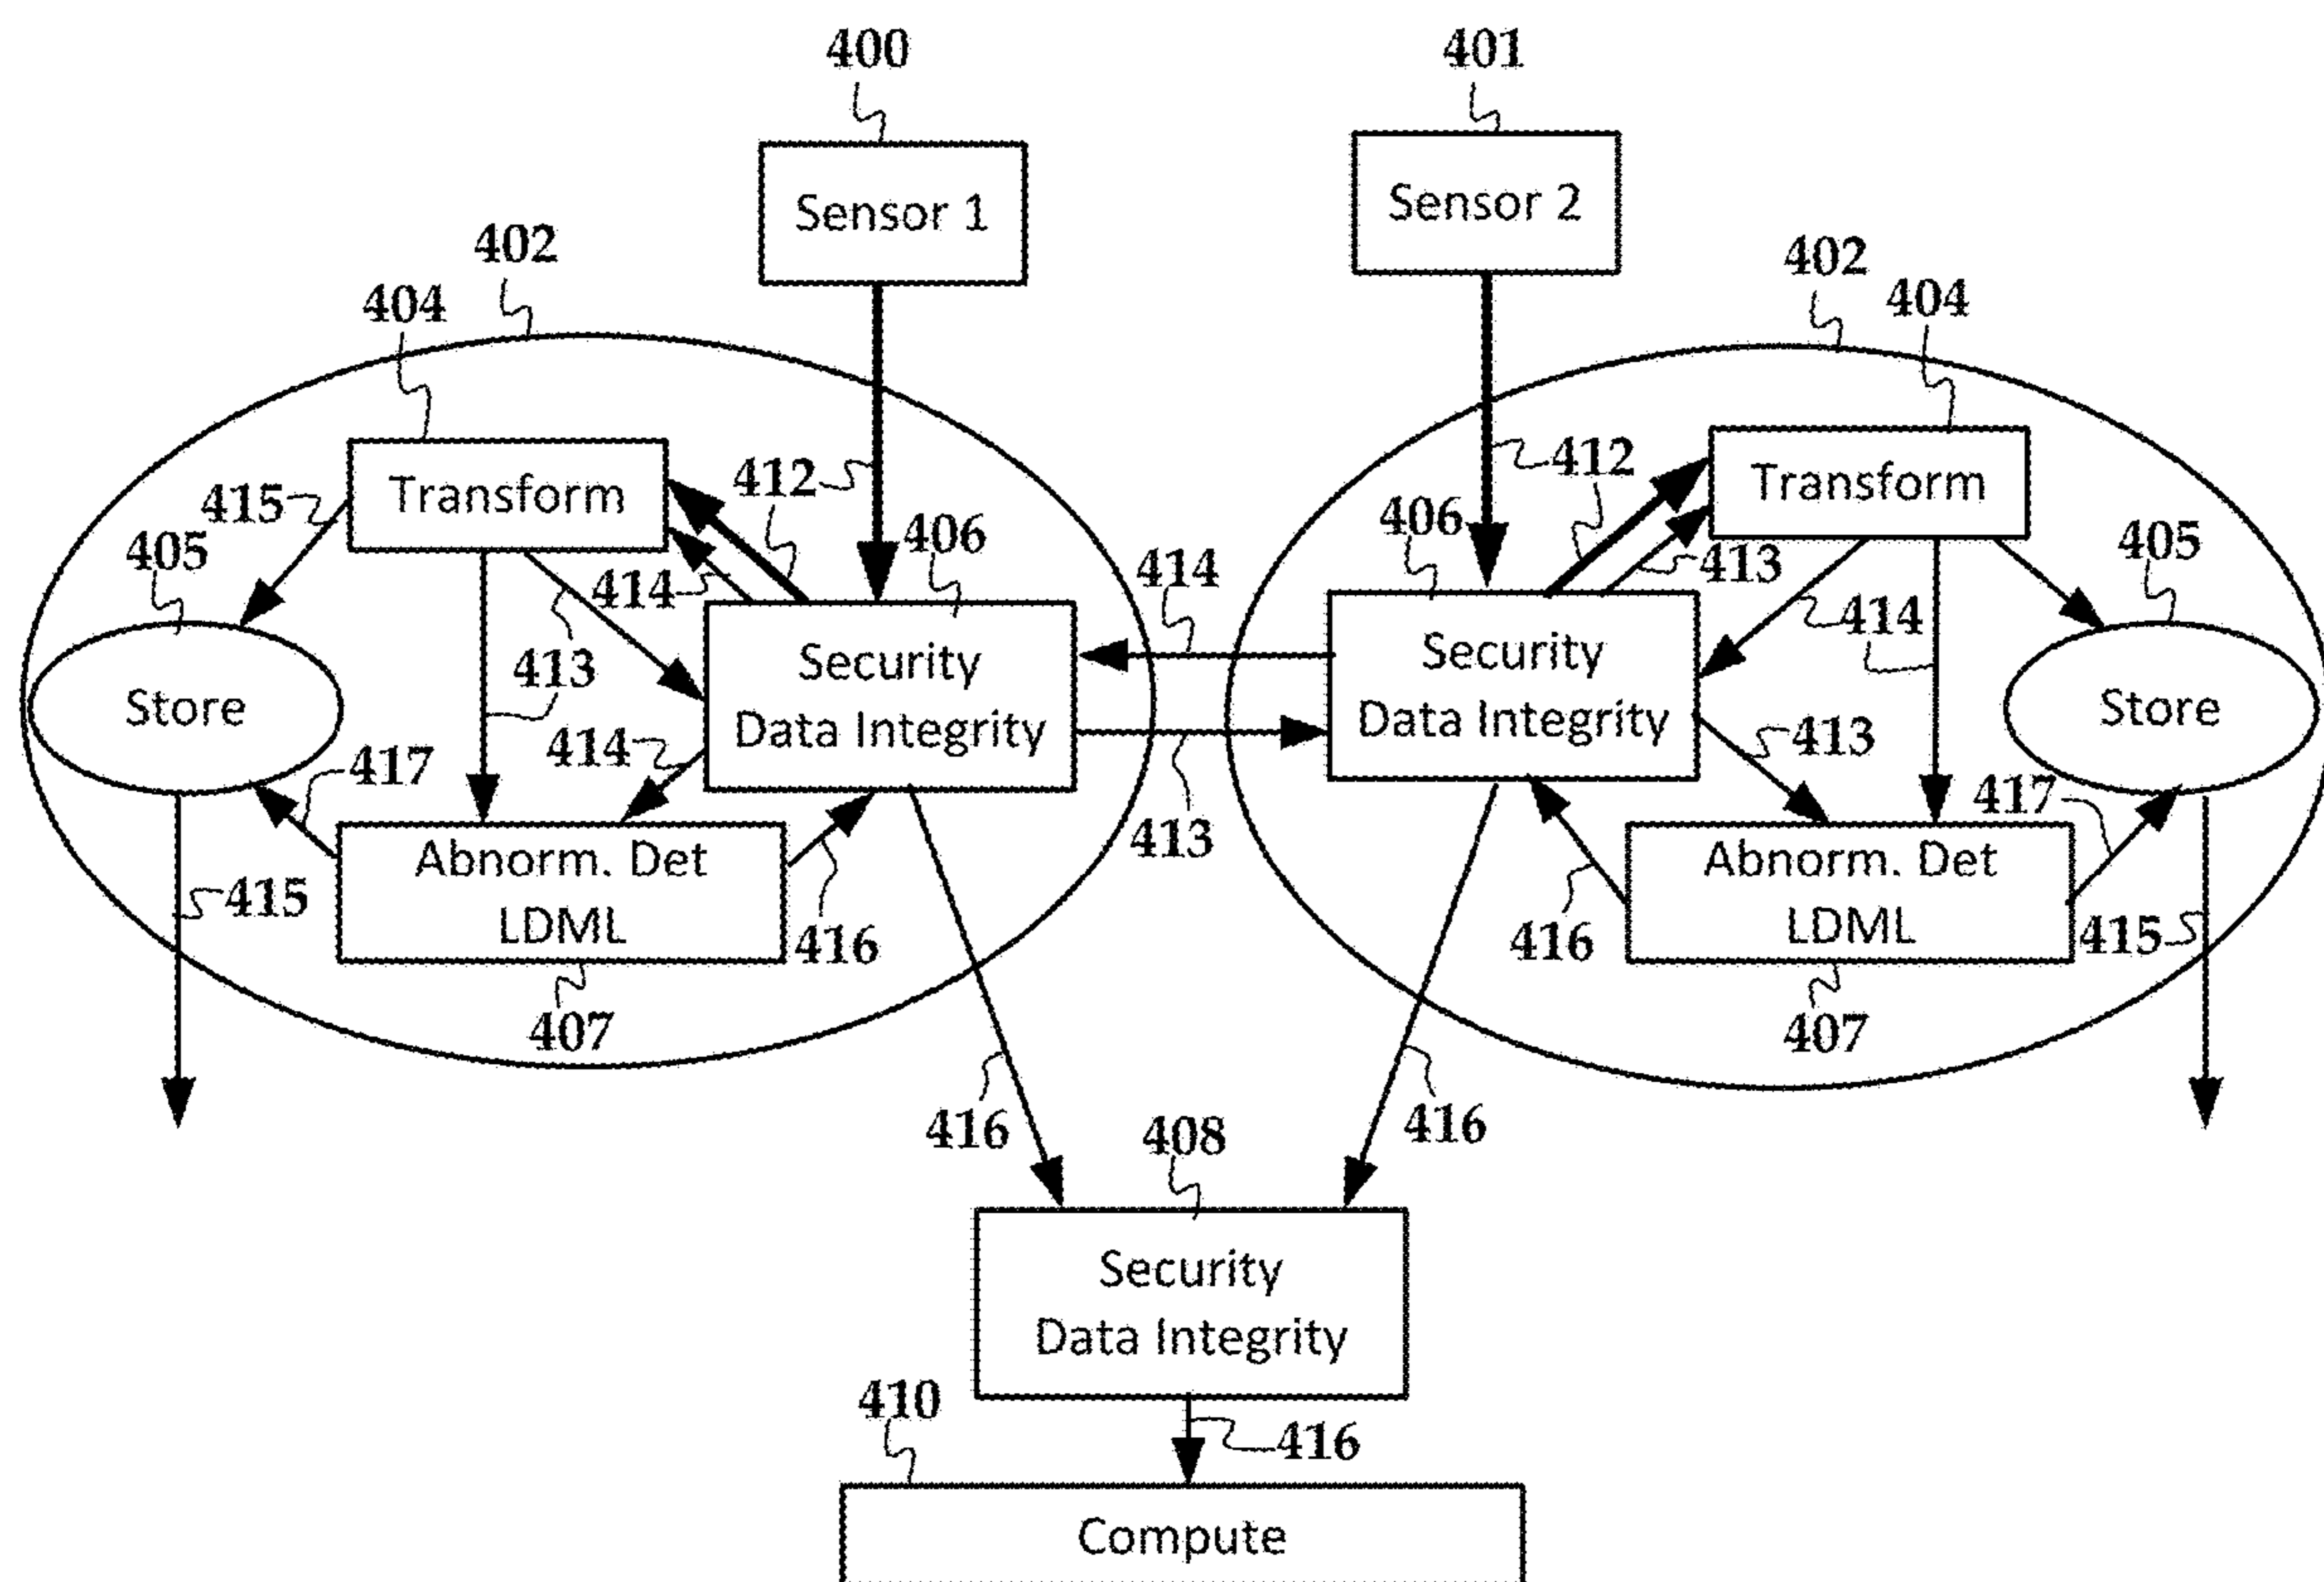 400
401
Sensor 1
Sensor 2
402
402
404
404
Transform
412
412
Transform
415
406
406
405
405
414
413
414
414
413
Security
Data Integrity
Security
Data Integrity
Store
Store
413
414
413
417
417
Abnorm. Det
LDML
Abnorm. Det
LDML
415
416
413
416
415
407
407
416
416
408
Security
Data Integrity
410
416
Compute